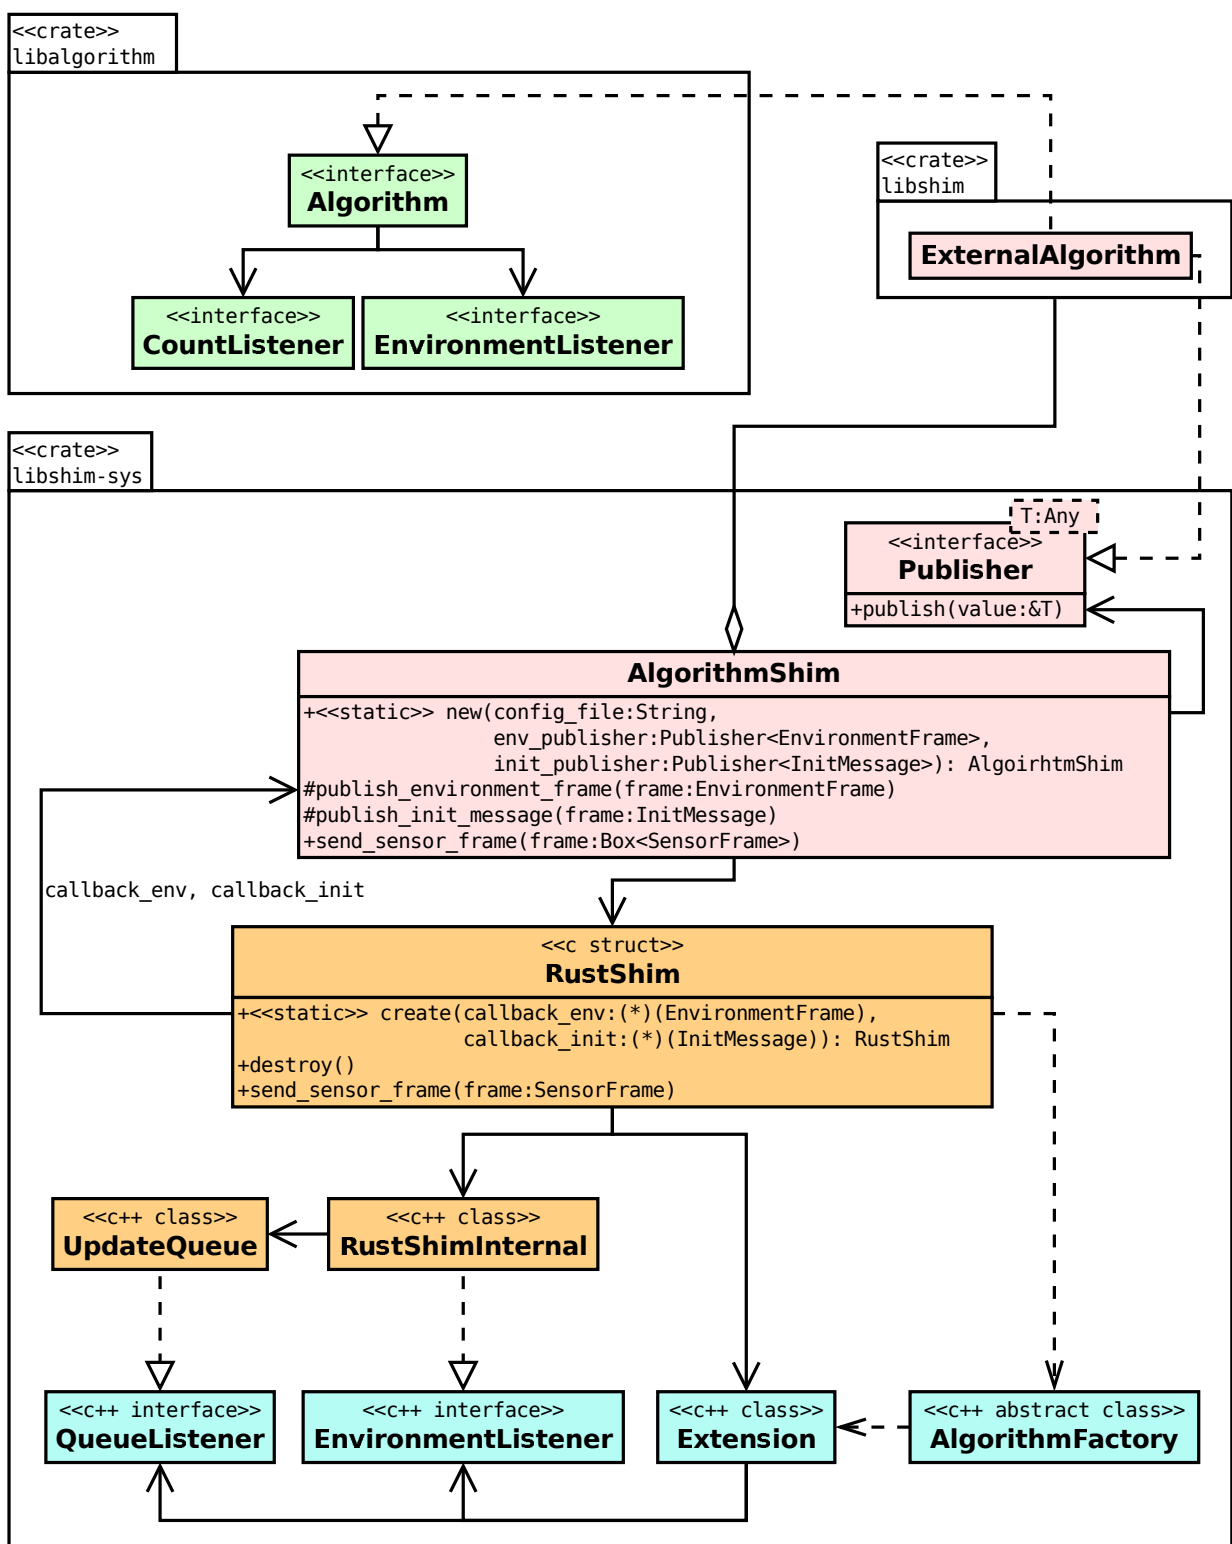 <<crate>>
libalgorithm
<<interface>>
Algorithm
<<interface>>
CountListener
<<interface>>
EnvironmentListener
<<crate>>
libshim
ExternalAlgorithm
<<crate>>
libshim-sys
T:Any
<<interface>>
Publisher
+publish(value:&T)
AlgorithmShim
+<<static>> new(config_file:String,
env_publisher:Publisher<EnvironmentFrame>,
init_publisher:Publisher<InitMessage>): AlgoirhtmShim
#publish_environment_frame(frame:EnvironmentFrame)
#publish_init_message(frame:InitMessage)
+send_sensor_frame(frame:Box<SensorFrame>)
callback_env, callback_init
<<c struct>>
RustShim
+<<static>> create(callback_env:(*)(EnvironmentFrame),
callback_init:(*)(InitMessage)): RustShim
+destroy()
+send_sensor_frame(frame:SensorFrame)
<<c++ class>>
UpdateQueue
<<c++ class>>
RustShimInternal
<<c++ interface>>
QueueListener
<<c++ interface>>
EnvironmentListener
<<c++ class>>
Extension
<<c++ abstract class>>
AlgorithmFactory